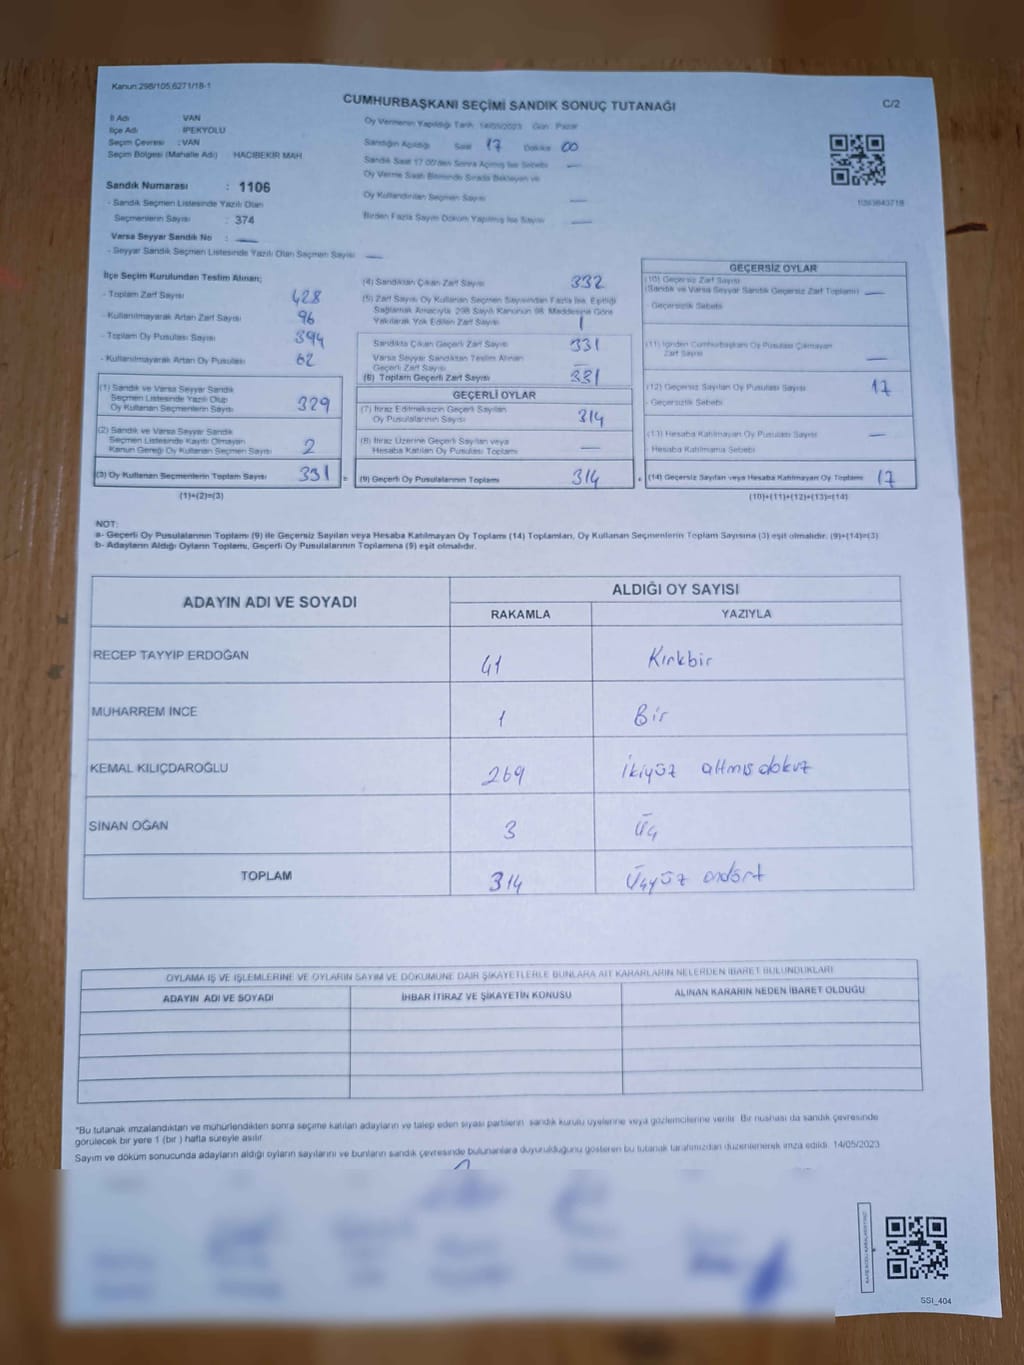 Kanun:298/105,6271/18-1
CUMHURBAŞKANI SEÇİMİ SANDIK SONUÇ TUTANAĞI
C/2
İl Adı VAN
İlçe Adı İPEKYOLU
Seçim Çevresi : VAN
Seçim Bölgesi (Mahalle Adı) : HACIBEKİR MAH
Sandık Numarası : 1106
- Sandık Seçmen Listesinde Yazılı Olan
Seçmenlerin Sayısı : 374
Varsa Seyyar Sandık No : —
- Seyyar Sandık Seçmen Listesinde Yazılı Olan Seçmen Sayısı —
Oy Vermenin Yapıldığı Tarih 14/05/2023 Gün Pazar
Sandığın Açıldığı Saat 17 Dakika 00
Sandık Saat 17.00'den Sonra Açılmış İse Sebebi —
Oy Verme Saati Bitiminde Sırada Bekleyen ve
Oy Kullandırılan Seçmen Sayısı —
Birden Fazla Sayım Döküm Yapılmış İse Sayısı —
İlçe Seçim Kurulundan Teslim Alınan;
- Toplam Zarf Sayısı 428
- Kullanılmayarak Artan Zarf Sayısı 96
- Toplam Oy Pusulası Sayısı 394
- Kullanılmayarak Artan Oy Pusulası 62
(1) Sandık ve Varsa Seyyar Sandık
Seçmen Listesinde Yazılı Olup
Oy Kullanan Seçmenlerin Sayısı 329
(2) Sandık ve Varsa Seyyar Sandık
Seçmen Listesinde Kayıtlı Olmayan
Kanun Gereği Oy Kullanan Seçmen Sayısı 2
(3) Oy Kullanan Seçmenlerin Toplam Sayısı 331
(1)+(2)=(3)
(4) Sandıktan Çıkan Zarf Sayısı 332
(5) Zarf Sayısı Oy Kullanan Seçmen Sayısından Fazla İse, Eşitliği
Sağlamak Amacıyla 298 Sayılı Kanunun 98. Maddesine Göre
Yakılarak Yok Edilen Zarf Sayısı 1
Sandıkta Çıkan Geçerli Zarf Sayısı 331
Varsa Seyyar Sandıktan Teslim Alınan
Geçerli Zarf Sayısı —
(6) Toplam Geçerli Zarf Sayısı 331
GEÇERLİ OYLAR
(7) İtiraz Edilmeksizin Geçerli Sayılan
Oy Pusulalarının Sayısı 314
(8) İtiraz Üzerine Geçerli Sayılan veya
Hesaba Katılan Oy Pusulası Toplamı —
= (9) Geçerli Oy Pusulalarının Toplamı 314
GEÇERSİZ OYLAR
(10) Geçersiz Zarf Sayısı
(Sandık ve Varsa Seyyar Sandık Geçersiz Zarf Toplamı) —
Geçersizlik Sebebi
(11) İçinden Cumhurbaşkanı Oy Pusulası Çıkmayan
Zarf Sayısı —
(12) Geçersiz Sayılan Oy Pusulası Sayısı 17
- Geçersizlik Sebebi
(13) Hesaba Katılmayan Oy Pusulası Sayısı —
Hesaba Katılmama Sebebi
+ (14) Geçersiz Sayılan veya Hesaba Katılmayan Oy Toplamı 17
(10)+(11)+(12)+(13)=(14)
NOT:
a- Geçerli Oy Pusulalarının Toplamı (9) ile Geçersiz Sayılan veya Hesaba Katılmayan Oy Toplamı (14) Toplamları, Oy Kullanan Seçmenlerin Toplam Sayısına (3) eşit olmalıdır. (9)+(14)=(3)
b- Adayların Aldığı Oyların Toplamı, Geçerli Oy Pusulalarının Toplamına (9) eşit olmalıdır.
ADAYIN ADI VE SOYADI
ALDIĞI OY SAYISI
RAKAMLA YAZIYLA
RECEP TAYYİP ERDOĞAN 41 Kırkbir
MUHARREM İNCE 1 Bir
KEMAL KILIÇDAROĞLU 269 İkiyüz altmışdokuz
SİNAN OĞAN 3 Üç
TOPLAM 314 Üçyüz ondört
OYLAMA İŞ VE İŞLEMLERİNE VE OYLARIN SAYIM VE DÖKÜMÜNE DAİR ŞİKAYETLERLE BUNLARA AİT KARARLARIN NELERDEN İBARET BULUNDUKLARI
ADAYIN ADI VE SOYADI İHBAR İTİRAZ VE ŞİKAYETİN KONUSU ALINAN KARARIN NEDEN İBARET OLDUĞU
*Bu tutanak imzalandıktan ve mühürlendikten sonra seçime katılan adayların ve talep eden siyasi partilerin sandık kurulu üyelerine veya gözlemcilerine verilir. Bir nüshası da sandık çevresinde
görülecek bir yere 1 (bir) hafta süreyle asılır.
Sayım ve döküm sonucunda adayların aldığı oyların sayılarını ve bunların sandık çevresinde bulunanlara duyurulduğunu gösteren bu tutanak tarafımızdan düzenlenerek imza edildi. 14/05/2023
SSI_404